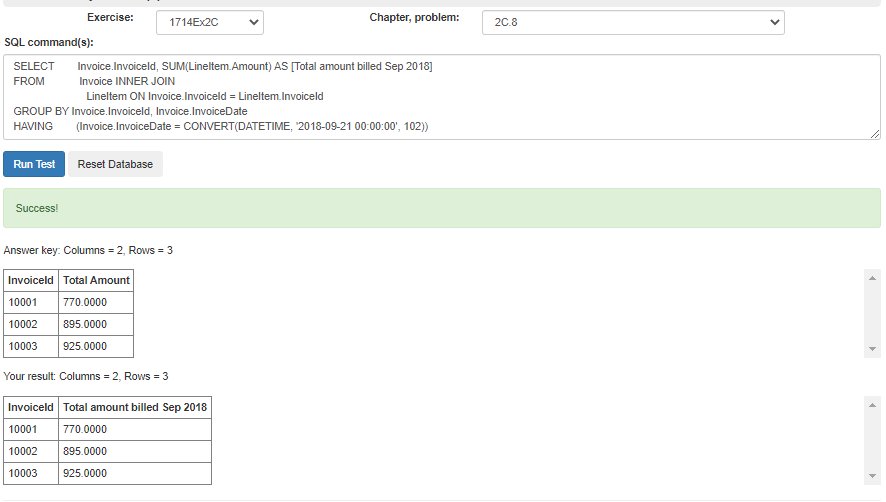 Exercise: 1714Ex2C Chapter, problem: 2C.8
SQL command(s):
SELECT Invoice.InvoiceId, SUM(LineItem.Amount) AS [Total amount billed Sep 2018]
FROM Invoice INNER JOIN
LineItem ON Invoice.InvoiceId = LineItem.InvoiceId
GROUP BY Invoice.InvoiceId, Invoice.InvoiceDate
HAVING (Invoice.InvoiceDate = CONVERT(DATETIME, '2018-09-21 00:00:00', 102))
Run Test Reset Database
Success!
Answer key: Columns = 2, Rows = 3
InvoiceId Total Amount
10001 770.0000
10002 895.0000
10003 925.0000
Your result: Columns = 2, Rows = 3
InvoiceId Total amount billed Sep 2018
10001 770.0000
10002 895.0000
10003 925.0000